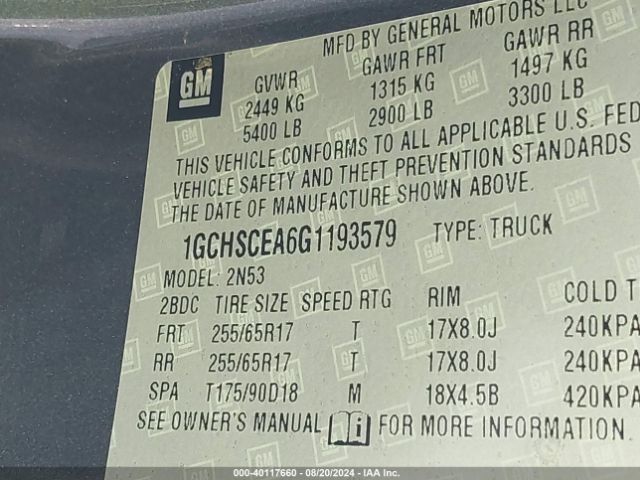 MFD BY GENERAL MOTORS LLC
GM
GVWR GAWR FRT GAWR RR
2449 KG 1315 KG 1497 KG
5400 LB 2900 LB 3300 LB
THIS VEHICLE CONFORMS TO ALL APPLICABLE U.S. FED
VEHICLE SAFETY AND THEFT PREVENTION STANDARDS
THE DATE OF MANUFACTURE SHOWN ABOVE.
1GCHSCEA6G1193579 TYPE: TRUCK
MODEL: 2N53
2BDC TIRE SIZE SPEED RTG RIM COLD T
FRT 255/65R17 T 17X8.0J 240KPA
RR 255/65R17 T 17X8.0J 240KPA
SPA T175/90D18 M 18X4.5B 420KPA
SEE OWNER'S MANUAL i FOR MORE INFORMATION.
000-40117660 - 08/20/2024 - IAA Inc.